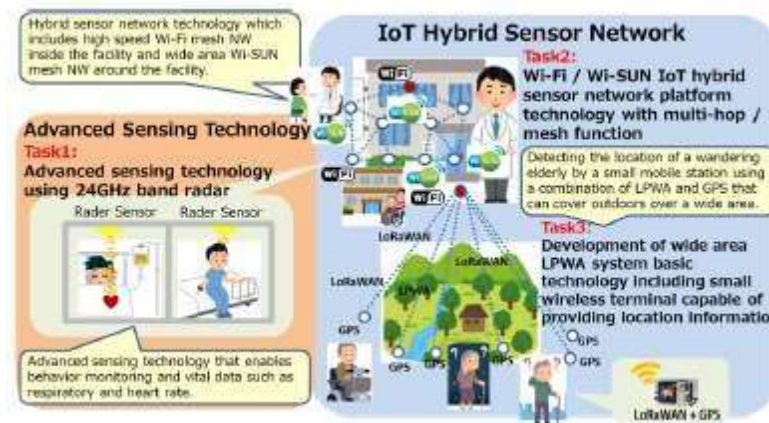 Hybrid sensor network technology which
includes high speed Wi-Fi mesh NW
inside the facility and wide area Wi-SUN
mesh NW around the facility.
IoT Hybrid Sensor Network
Task2:
Wi-Fi / Wi-SUN IoT hybrid
sensor network platform
technology with multi-hop /
mesh function
Wi Fi
Advanced Sensing Technology
Task1:
Advanced sensing technology
using 24GHz band radar
Rader Sensor
Rader Sensor
Wi Fi
Wi Fi
LoRaWAN
Detecting the location of a wandering
elderly by a small mobile station using
a combination of LPWA and GPS that
can cover outdoors over a wide area.
Task3:
Development of wide area
LPWA system basic
technology including small
wireless terminal capable of
providing location informatio
LoRaWAN
LoRaWAN
LPWA
GPS
GPS
GPS
GPS
GPS
GPS
Advanced sensing technology that enables
behavior monitoring and vital data such as
respiratory and heart rate.
LoRaWAN + GPS